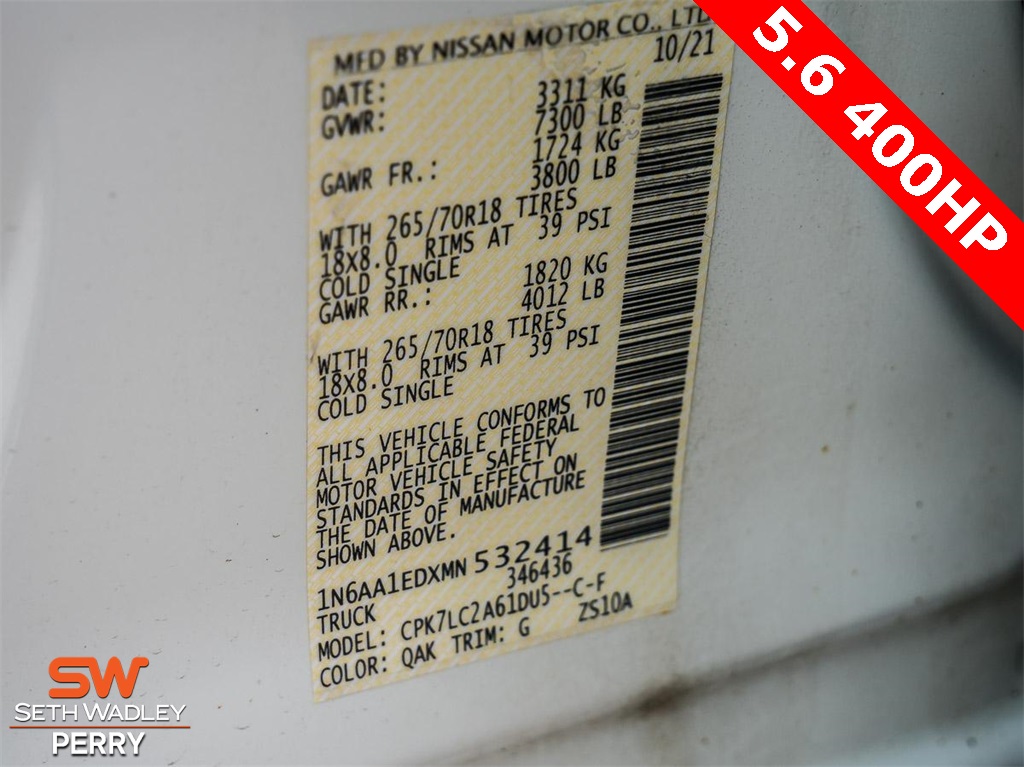 MFD BY NISSAN MOTOR CO., LTD
DATE: 10/21
GVWR: 3311 KG
7300 LB
GAWR FR.: 1724 KG
3800 LB
WITH 265/70R18 TIRES
18X8.0 RIMS AT 39 PSI
COLD SINGLE
GAWR RR.: 1820 KG
4012 LB
WITH 265/70R18 TIRES
18X8.0 RIMS AT 39 PSI
COLD SINGLE
THIS VEHICLE CONFORMS TO
ALL APPLICABLE FEDERAL
MOTOR VEHICLE SAFETY
STANDARDS IN EFFECT ON
THE DATE OF MANUFACTURE
SHOWN ABOVE.
1N6AA1EDXMN532414
TRUCK 346436
MODEL: CPK7LC2A61DU5--C-F
COLOR: QAK TRIM: G ZS10A
5.6 400HP
SW
SETH WADLEY
PERRY